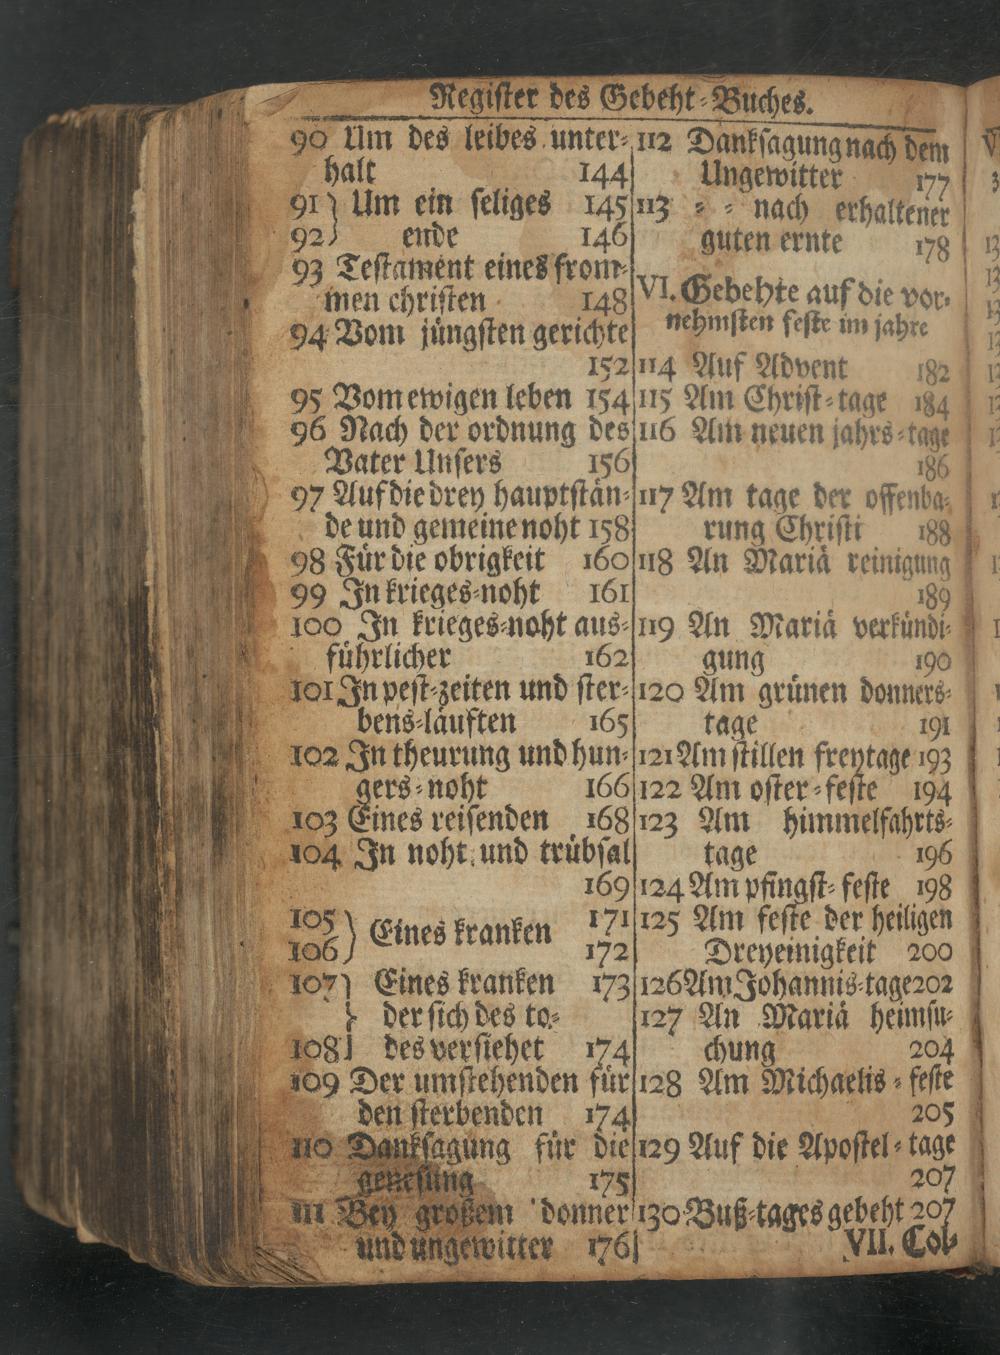 Register des Gebeht-Buches.
90 Um des leibes unter-
halt 144
91 } Um ein seliges 145
92 } ende 146
93 Testament eines from-
men christen 148
94 Vom jüngsten gerichte
152
95 Vom ewigen leben 154
96 Nach der ordnung des
Vater Unsers 156
97 Auf die drey hauptstän-
de und gemeine noht 158
98 Für die obrigkeit 160
99 In krieges-noht 161
100 In krieges-noht aus-
führlicher 162
101 In pest-zeiten und ster-
bens-läuften 165
102 In theurung und hun-
gers-noht 166
103 Eines reisenden 168
104 In noht und trübsal
169
105 } Eines kranken 171
106 } 172
107 } Eines kranken 173
} der sich des to-
108 } des versiehet 174
109 Der umstehenden für
den sterbenden 174
110 Danksagung für die
genesung 175
111 Bey großem donner
und ungewitter 176
112 Danksagung nach dem
Ungewitter 177
113 - - nach erhaltener
guten ernte 178
VI. Gebehte auf die vor-
nehmsten feste im jahre
114 Auf Advent 182
115 Am Christ-tage 184
116 Am neuen jahrs-tage
186
117 Am tage der offenba-
rung Christi 188
118 An Mariä reinigung
189
119 An Mariä verkündi-
gung 190
120 Am grünen donners-
tage 191
121 Am stillen freytage 193
122 Am oster-feste 194
123 Am himmelfahrts-
tage 196
124 Am pfingst-feste 198
125 Am feste der heiligen
Dreyeinigkeit 200
126 Am Johannis-tage 202
127 An Mariä heimsu-
chung 204
128 Am Michaelis-feste
205
129 Auf die Apostel-tage
207
130 Buß-tages gebeht 207
VII. Col-